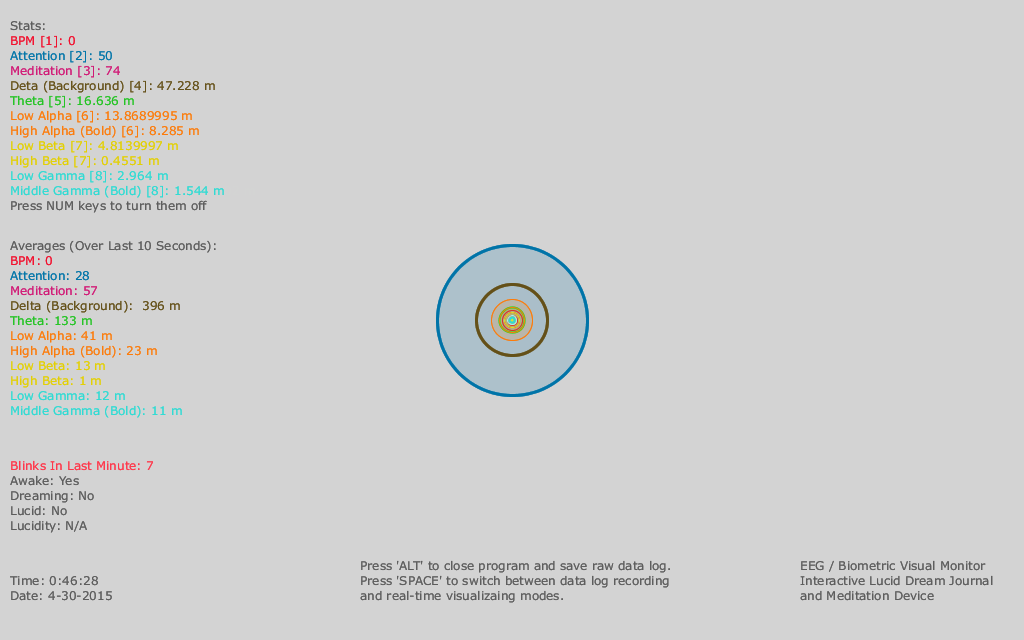 Stats:
BPM [1]: 0
Attention [2]: 50
Meditation [3]: 74
Deta (Background) [4]: 47.228 m
Theta [5]: 16.636 m
Low Alpha [6]: 13.8689995 m
High Alpha (Bold) [6]: 8.285 m
Low Beta [7]: 4.8139997 m
High Beta [7]: 0.4551 m
Low Gamma [8]: 2.964 m
Middle Gamma (Bold) [8]: 1.544 m
Press NUM keys to turn them off
Averages (Over Last 10 Seconds):
BPM: 0
Attention: 28
Meditation: 57
Delta (Background):  396 m
Theta: 133 m
Low Alpha: 41 m
High Alpha (Bold): 23 m
Low Beta: 13 m
High Beta: 1 m
Low Gamma: 12 m
Middle Gamma (Bold): 11 m
Blinks In Last Minute: 7
Awake: Yes
Dreaming: No
Lucid: No
Lucidity: N/A
Time: 0:46:28
Date: 4-30-2015
Press 'ALT' to close program and save raw data log.
Press 'SPACE' to switch between data log recording
and real-time visualizaing modes.
EEG / Biometric Visual Monitor
Interactive Lucid Dream Journal
and Meditation Device